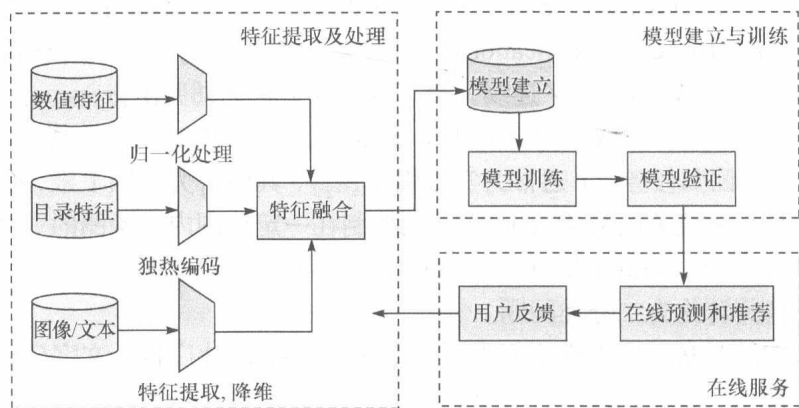 特征提取及处理
数值特征
归一化处理
目录特征
独热编码
特征融合
图像/文本
特征提取, 降维
模型建立与训练
模型建立
模型训练
模型验证
用户反馈
在线预测和推荐
在线服务